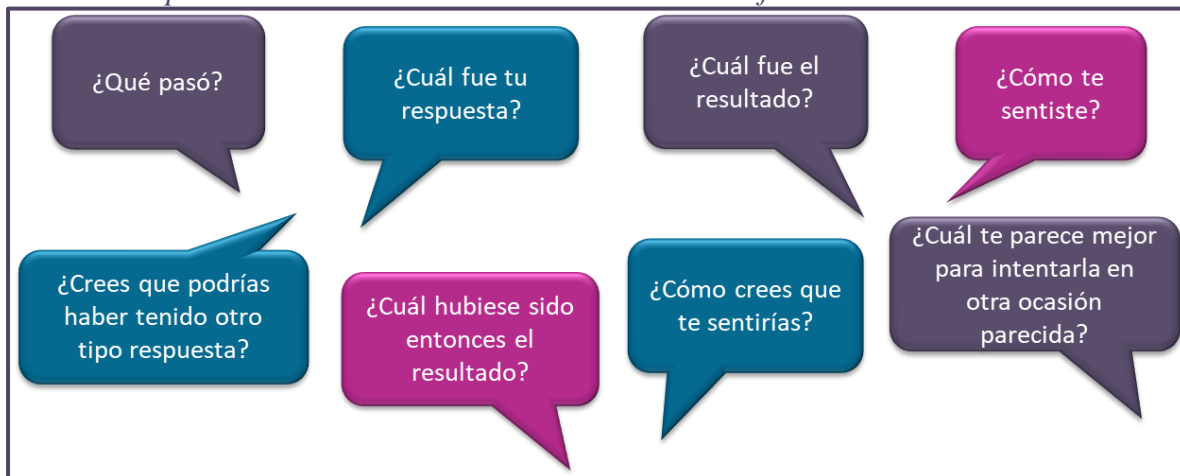 ¿Qué pasó?
¿Cuál fue tu
respuesta?
¿Cuál fue el
resultado?
¿Cómo te
sentiste?
¿Crees que podrías
haber tenido otro
tipo respuesta?
¿Cuál hubiese sido
entonces el
resultado?
¿Cómo crees que
te sentirías?
¿Cuál te parece mejor
para intentarla en
otra ocasión
parecida?